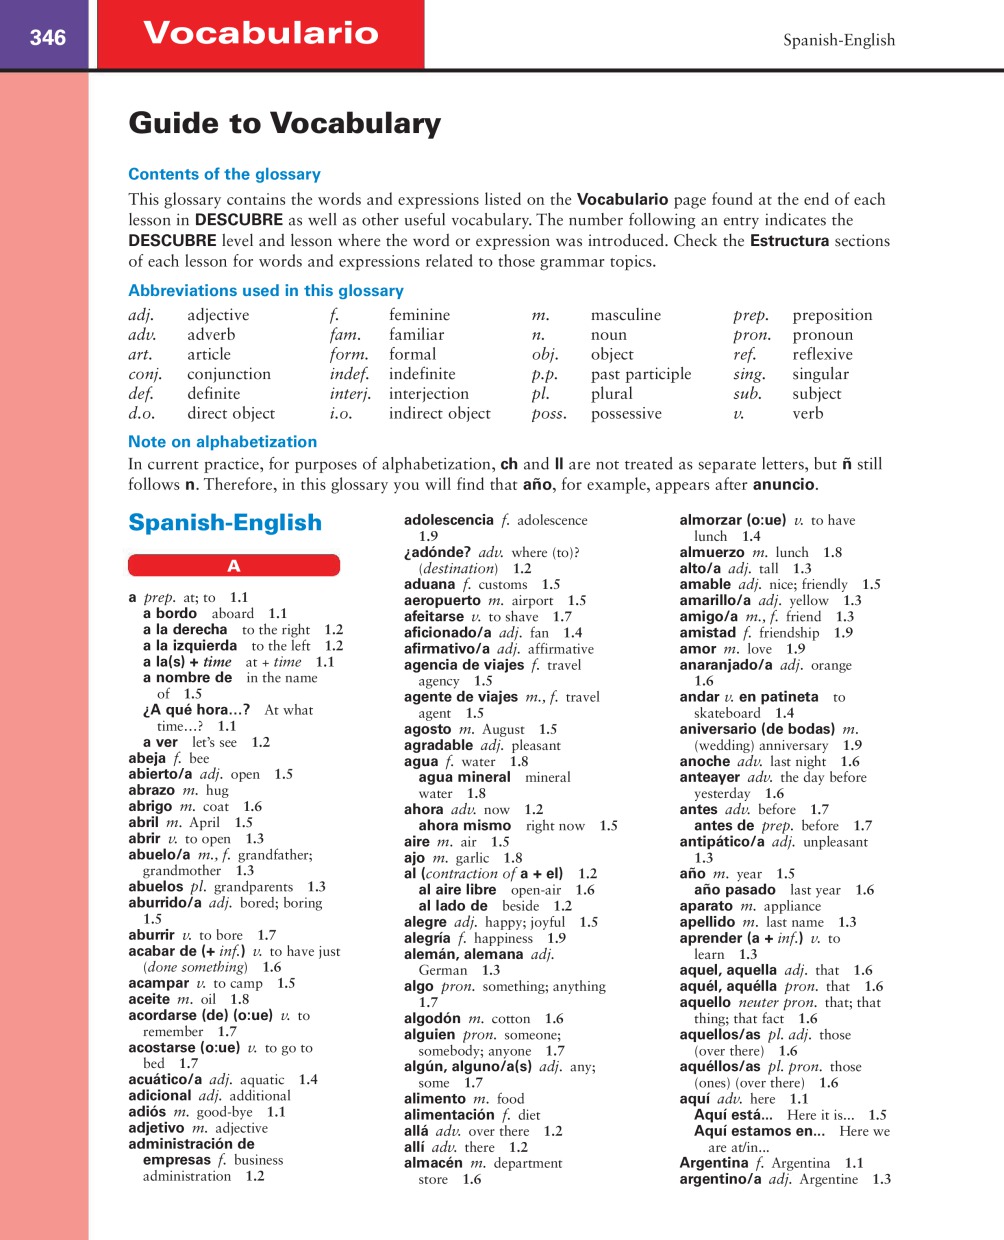 346
Vocabulario
Spanish-English
Guide to Vocabulary
Contents of the glossary
This glossary contains the words and expressions listed on the Vocabulario page found at the end of each
lesson in DESCUBRE as well as other useful vocabulary. The number following an entry indicates the
DESCUBRE level and lesson where the word or expression was introduced. Check the Estructura sections
of each lesson for words and expressions related to those grammar topics.
Abbreviations used in this glossary
adj. adjective f. feminine m. masculine prep. preposition
adv. adverb fam. familiar n. noun pron. pronoun
art. article form. formal obj. object ref. reflexive
conj. conjunction indef. indefinite p.p. past participle sing. singular
def. definite interj. interjection pl. plural sub. subject
d.o. direct object i.o. indirect object poss. possessive v. verb
Note on alphabetization
In current practice, for purposes of alphabetization, ch and ll are not treated as separate letters, but ñ still
follows n. Therefore, in this glossary you will find that año, for example, appears after anuncio.
Spanish-English
A
a prep. at; to 1.1
a bordo aboard 1.1
a la derecha to the right 1.2
a la izquierda to the left 1.2
a la(s) + time at + time 1.1
a nombre de in the name
of 1.5
¿A qué hora...? At what
time...? 1.1
a ver let's see 1.2
abeja f. bee
abierto/a adj. open 1.5
abrazo m. hug
abrigo m. coat 1.6
abril m. April 1.5
abrir v. to open 1.3
abuelo/a m., f. grandfather;
grandmother 1.3
abuelos pl. grandparents 1.3
aburrido/a adj. bored; boring
1.5
aburrir v. to bore 1.7
acabar de (+ inf.) v. to have just
(done something) 1.6
acampar v. to camp 1.5
aceite m. oil 1.8
acordarse (de) (o:ue) v. to
remember 1.7
acostarse (o:ue) v. to go to
bed 1.7
acuático/a adj. aquatic 1.4
adicional adj. additional
adiós m. good-bye 1.1
adjetivo m. adjective
administración de
empresas f. business
administration 1.2
adolescencia f. adolescence
1.9
¿adónde? adv. where (to)?
(destination) 1.2
aduana f. customs 1.5
aeropuerto m. airport 1.5
afeitarse v. to shave 1.7
aficionado/a adj. fan 1.4
afirmativo/a adj. affirmative
agencia de viajes f. travel
agency 1.5
agente de viajes m., f. travel
agent 1.5
agosto m. August 1.5
agradable adj. pleasant
agua f. water 1.8
agua mineral mineral
water 1.8
ahora adv. now 1.2
ahora mismo right now 1.5
aire m. air 1.5
ajo m. garlic 1.8
al (contraction of a + el) 1.2
al aire libre open-air 1.6
al lado de beside 1.2
alegre adj. happy; joyful 1.5
alegría f. happiness 1.9
alemán, alemana adj.
German 1.3
algo pron. something; anything
1.7
algodón m. cotton 1.6
alguien pron. someone;
somebody; anyone 1.7
algún, alguno/a(s) adj. any;
some 1.7
alimento m. food
alimentación f. diet
allá adv. over there 1.2
allí adv. there 1.2
almacén m. department
store 1.6
almorzar (o:ue) v. to have
lunch 1.4
almuerzo m. lunch 1.8
alto/a adj. tall 1.3
amable adj. nice; friendly 1.5
amarillo/a adj. yellow 1.3
amigo/a m., f. friend 1.3
amistad f. friendship 1.9
amor m. love 1.9
anaranjado/a adj. orange
1.6
andar v. en patineta to
skateboard 1.4
aniversario (de bodas) m.
(wedding) anniversary 1.9
anoche adv. last night 1.6
anteayer adv. the day before
yesterday 1.6
antes adv. before 1.7
antes de prep. before 1.7
antipático/a adj. unpleasant
1.3
año m. year 1.5
año pasado last year 1.6
aparato m. appliance
apellido m. last name 1.3
aprender (a + inf.) v. to
learn 1.3
aquel, aquella adj. that 1.6
aquél, aquélla pron. that 1.6
aquello neuter pron. that; that
thing; that fact 1.6
aquellos/as pl. adj. those
(over there) 1.6
aquéllos/as pl. pron. those
(ones) (over there) 1.6
aquí adv. here 1.1
Aquí está... Here it is... 1.5
Aquí estamos en... Here we
are at/in...
Argentina f. Argentina 1.1
argentino/a adj. Argentine 1.3